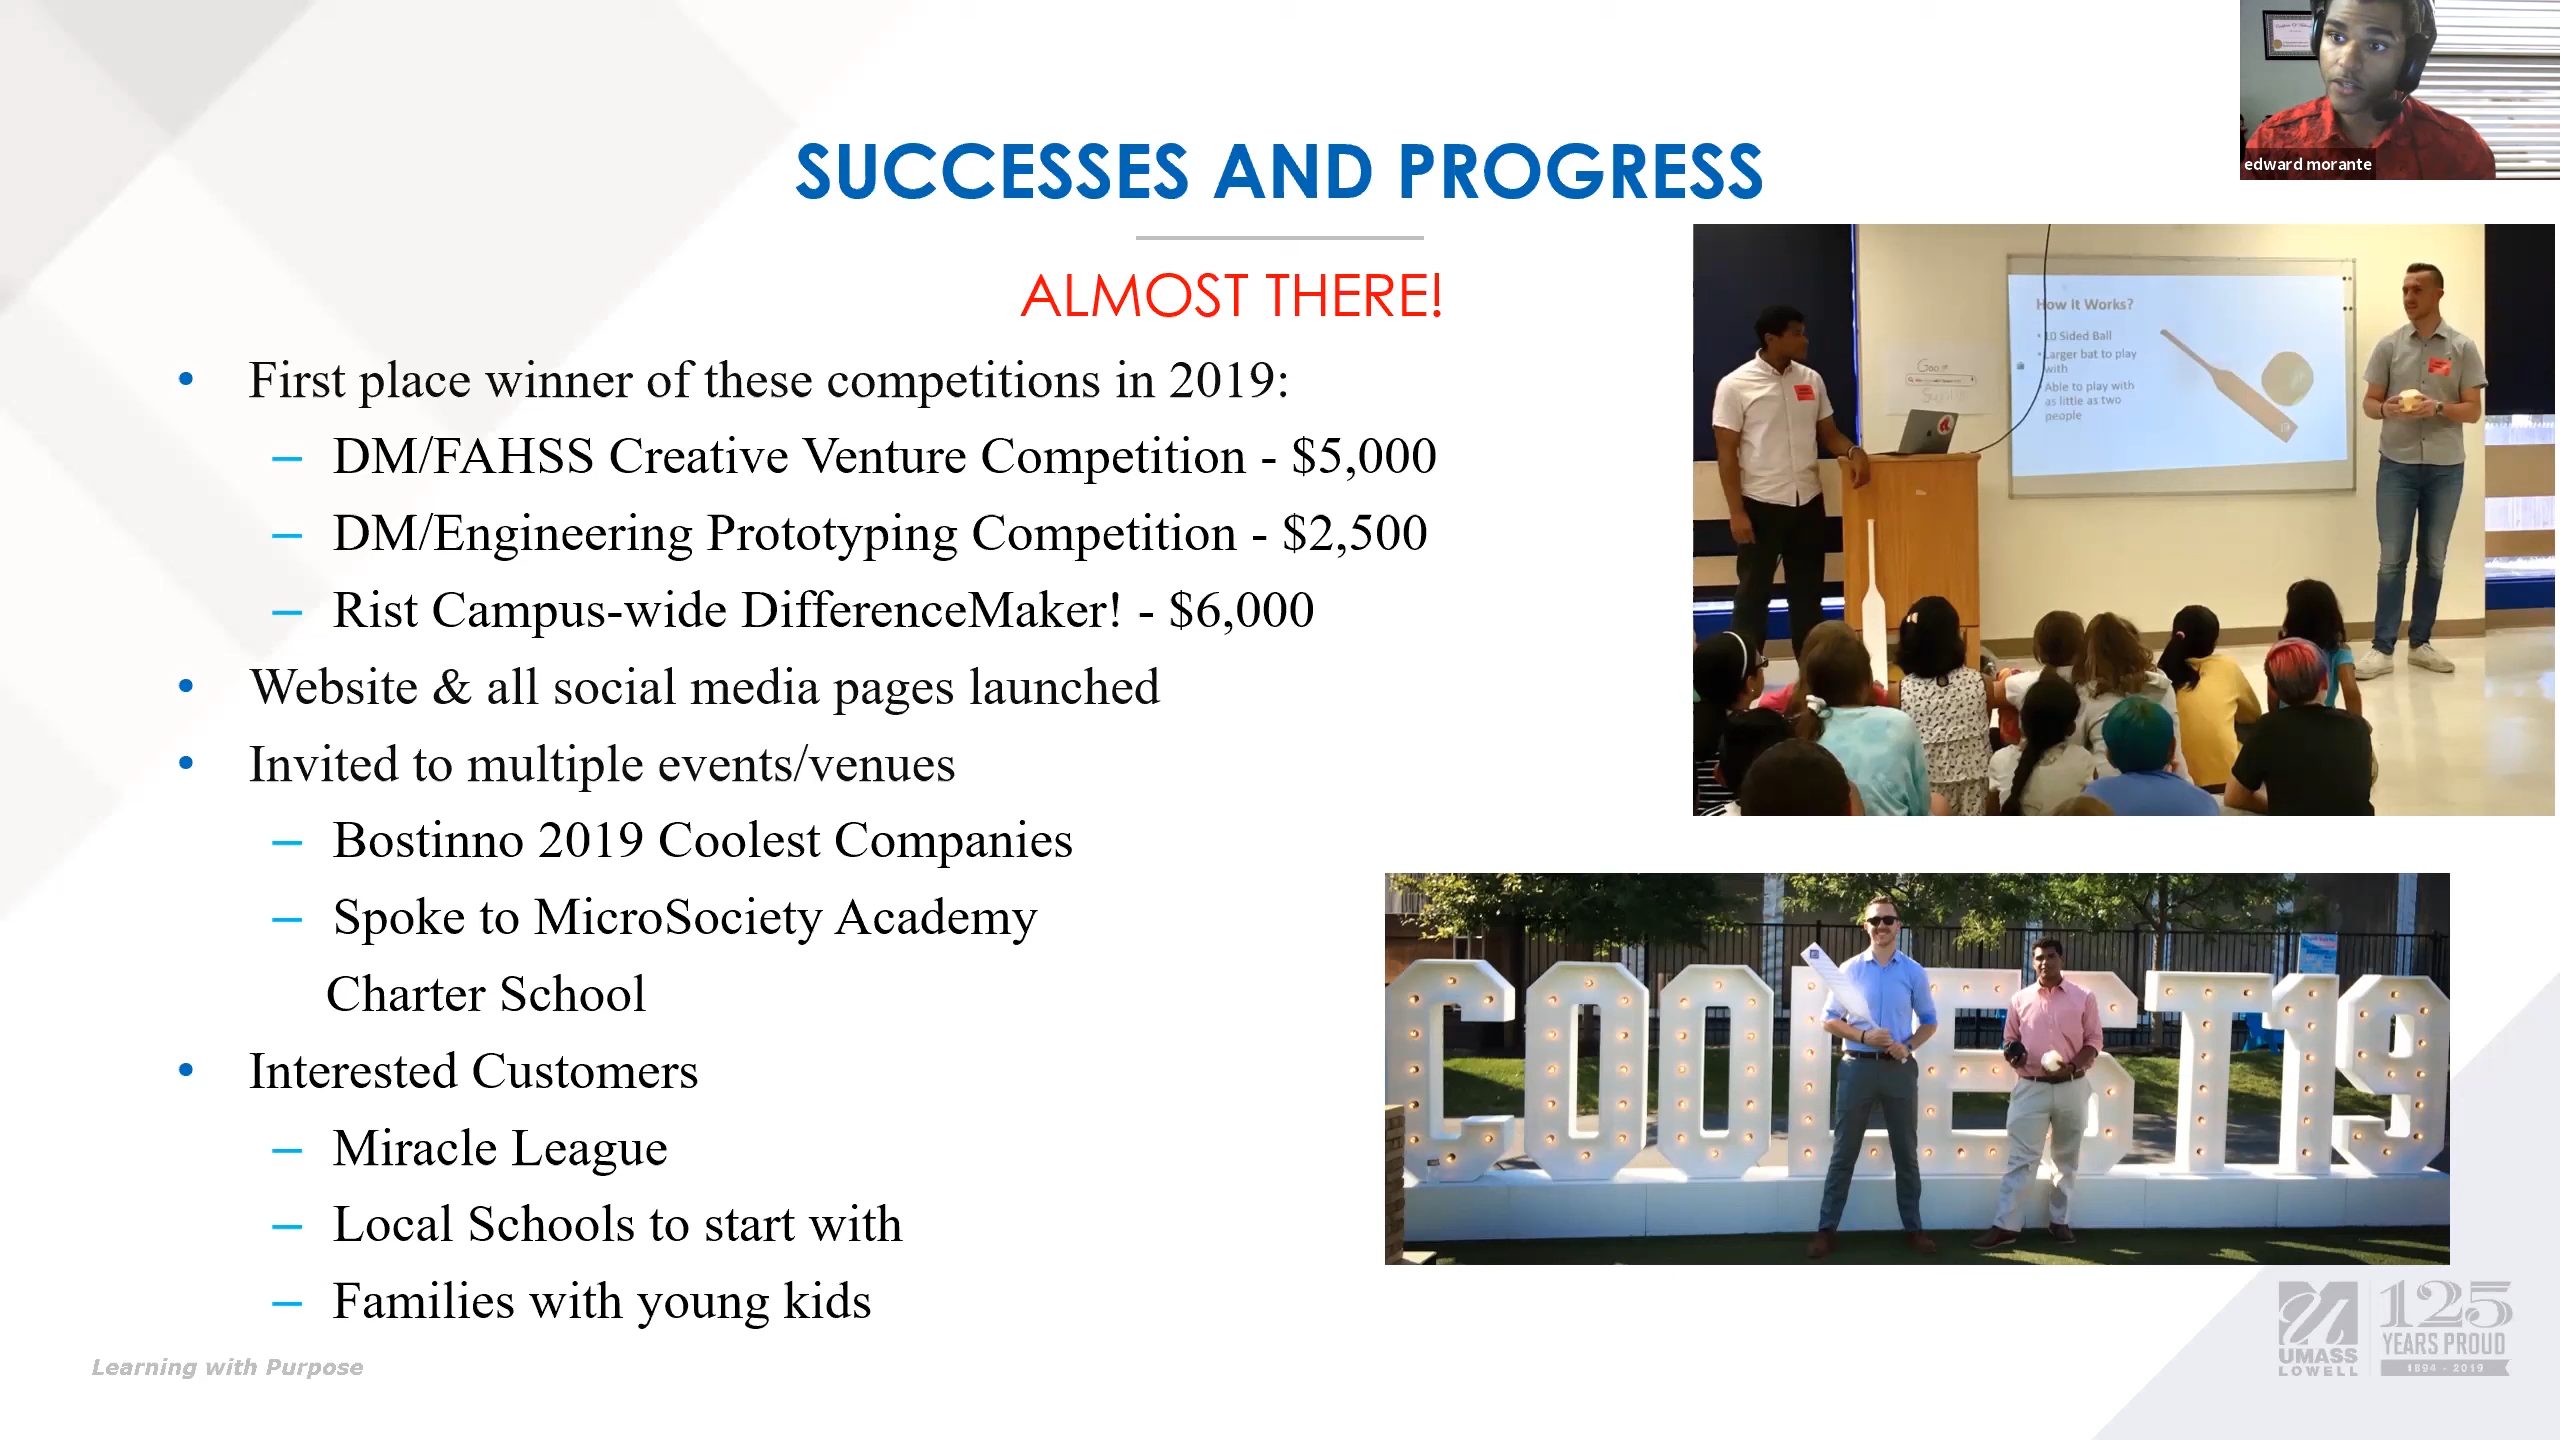 edward morante
SUCCESSES AND PROGRESS
ALMOST THERE!
• First place winner of these competitions in 2019:
– DM/FAHSS Creative Venture Competition - $5,000
– DM/Engineering Prototyping Competition - $2,500
– Rist Campus-wide DifferenceMaker! - $6,000
• Website & all social media pages launched
• Invited to multiple events/venues
– Bostinno 2019 Coolest Companies
– Spoke to MicroSociety Academy
Charter School
• Interested Customers
– Miracle League
– Local Schools to start with
– Families with young kids
How It Works?
• 10 Sided Ball
• Larger bat to play
with
• Able to play with
as little as two
people
COOLEST19
Learning with Purpose
UMASS
LOWELL
125
YEARS PROUD
1894 - 2019